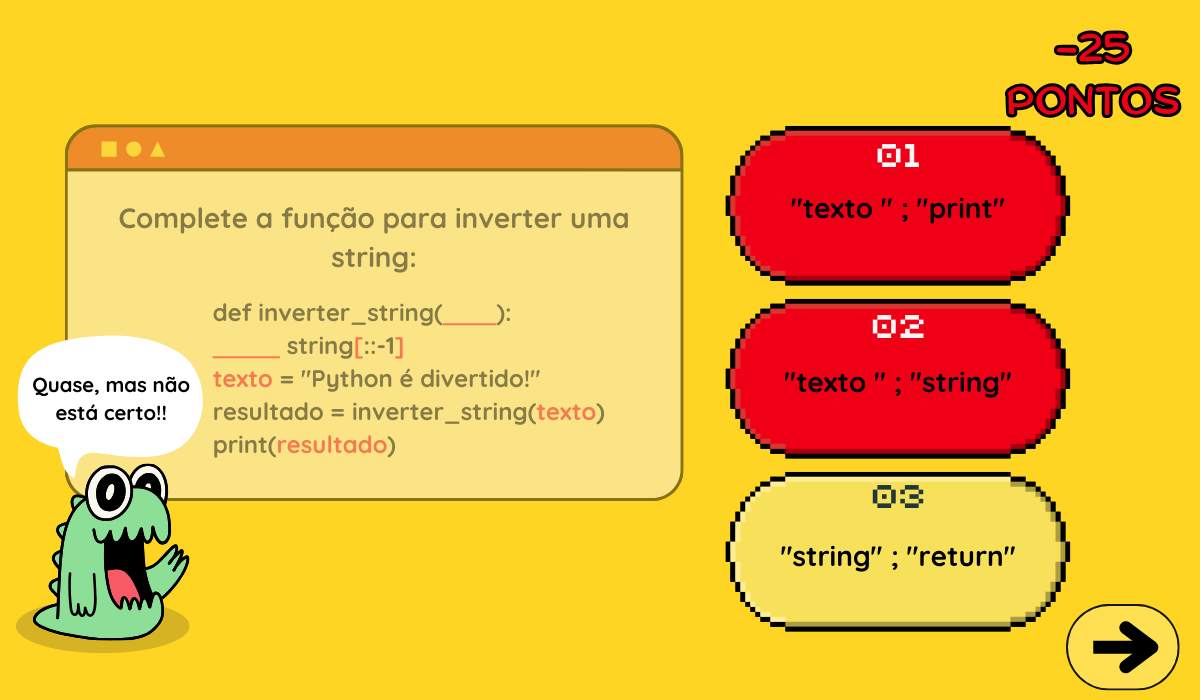 -25
PONTOS
Complete a função para inverter uma
string:
def inverter_string(____):
_____ string[::-1]
texto = "Python é divertido!"
resultado = inverter_string(texto)
print(resultado)
Quase, mas não
está certo!!
01
"texto " ; "print"
02
"texto " ; "string"
03
"string" ; "return"